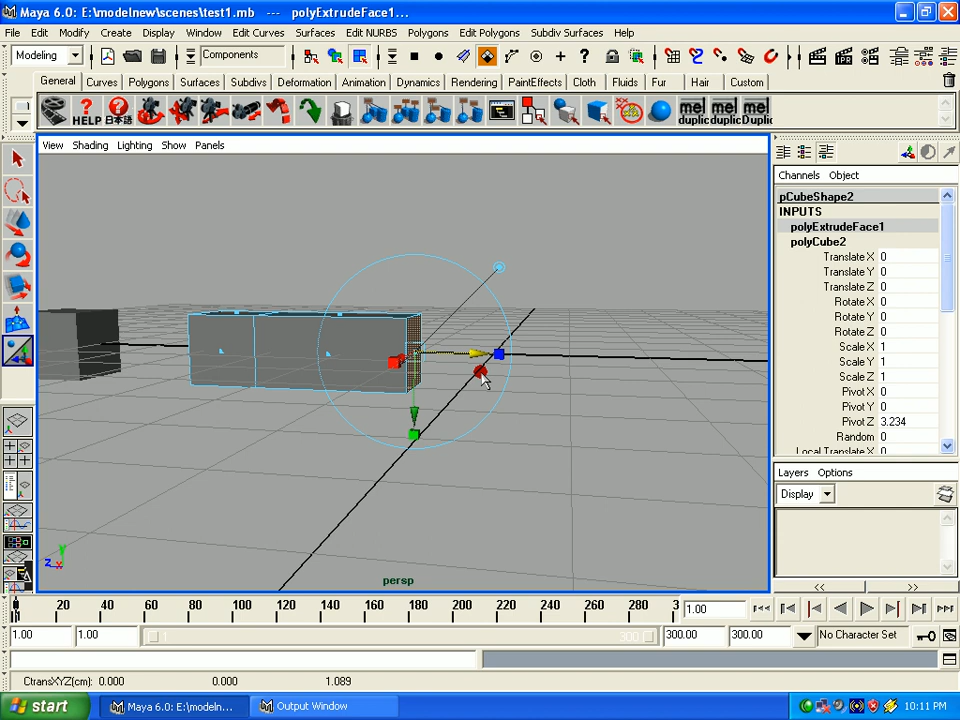 Maya 6.0: E:\modelnew\scenes\test1.mb   ---   polyExtrudeFace1...
File Edit Modify Create Display Window Edit Curves Surfaces Edit NURBS Polygons Edit Polygons Subdiv Surfaces Help
Modeling Components
General Curves Polygons Surfaces Subdivs Deformation Animation Dynamics Rendering PaintEffects Cloth Fluids Fur Hair Custom
HELP 日本語 mel mel mel
duplic duplic Duplic
View Shading Lighting Show Panels
Channels Object
pCubeShape2
INPUTS
polyExtrudeFace1
polyCube2
Translate X 0
Translate Y 0
Translate Z 0
Rotate X 0
Rotate Y 0
Rotate Z 0
Scale X 1
Scale Y 1
Scale Z 1
Pivot X 0
Pivot Y 0
Pivot Z 3.234
Random 0
Local Translate X 0
Layers Options
Display
<< >>
y
z x
persp
20 40 60 80 100 120 140 160 180 200 220 240 260 280 3
1.00
1.00 1.00 1 300 300.00 300.00 No Character Set
CtransXYZ(cm): 0.000 0.000 1.089
start Maya 6.0: E:\modeln... Output Window 10:11 PM